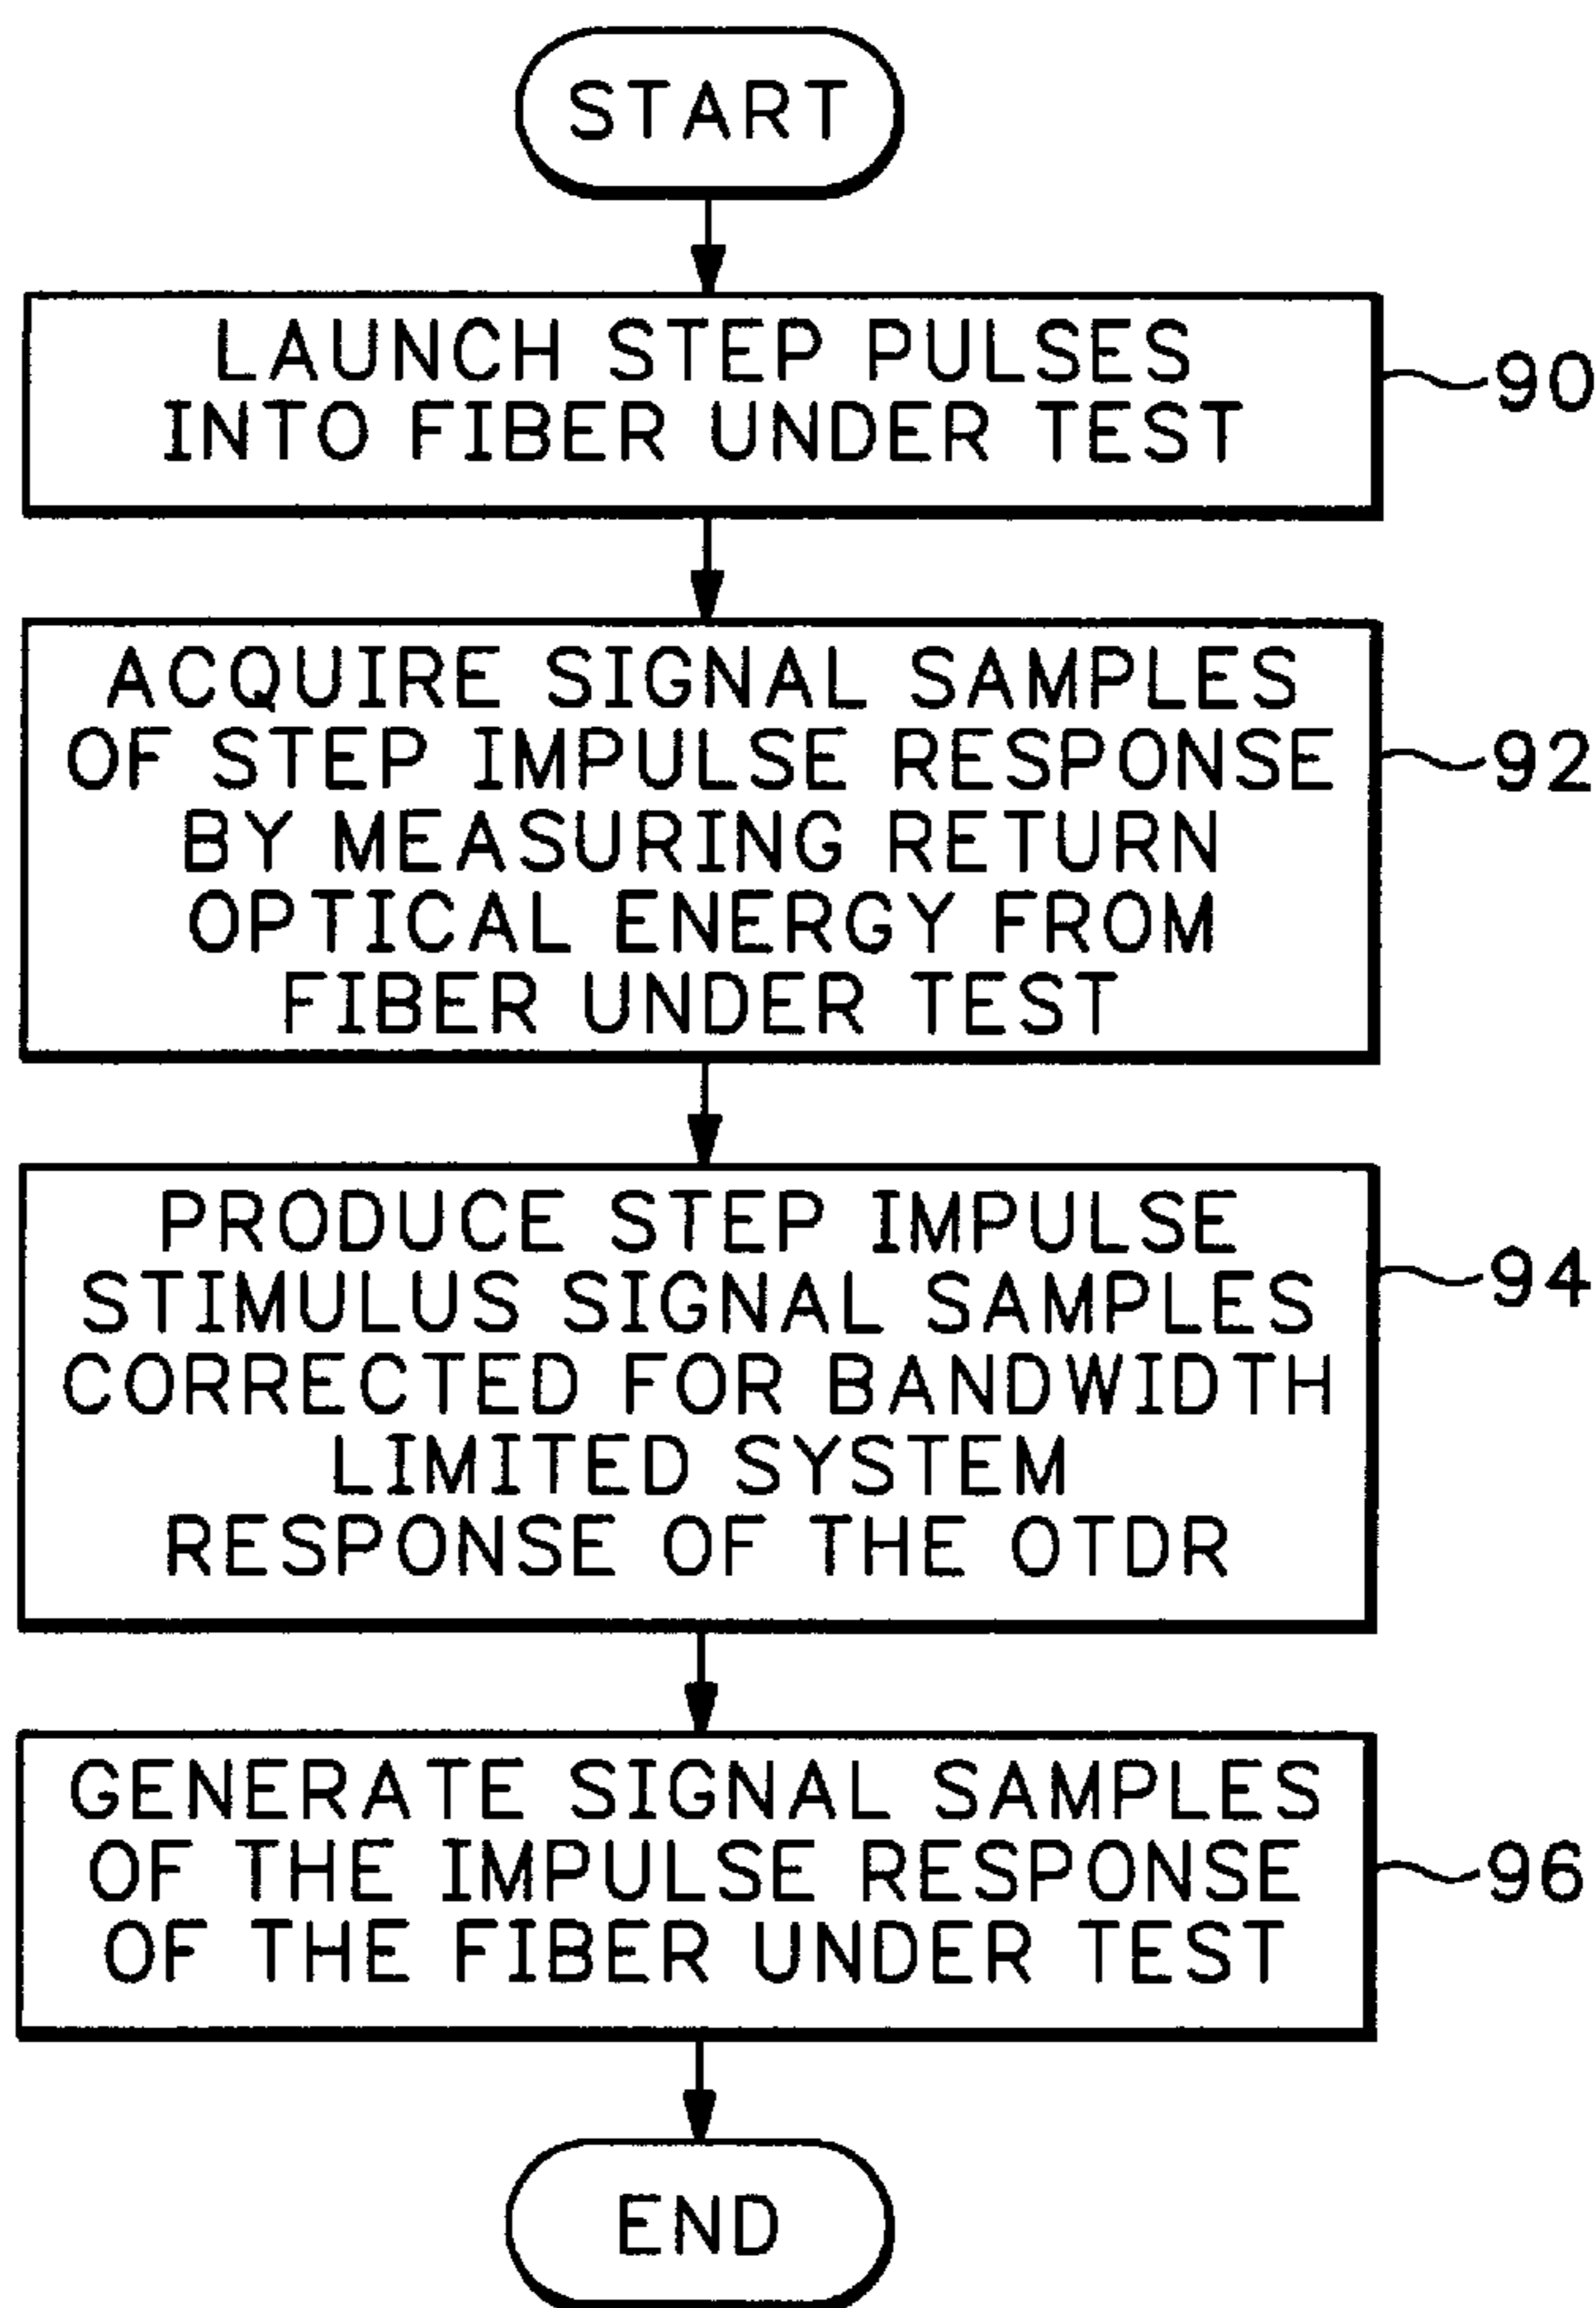 START
LAUNCH STEP PULSES
INTO FIBER UNDER TEST
90
ACQUIRE SIGNAL SAMPLES
OF STEP IMPULSE RESPONSE
BY MEASURING RETURN
OPTICAL ENERGY FROM
FIBER UNDER TEST
92
PRODUCE STEP IMPULSE
STIMULUS SIGNAL SAMPLES
CORRECTED FOR BANDWIDTH
LIMITED SYSTEM
RESPONSE OF THE OTDR
94
GENERATE SIGNAL SAMPLES
OF THE IMPULSE RESPONSE
OF THE FIBER UNDER TEST
96
END